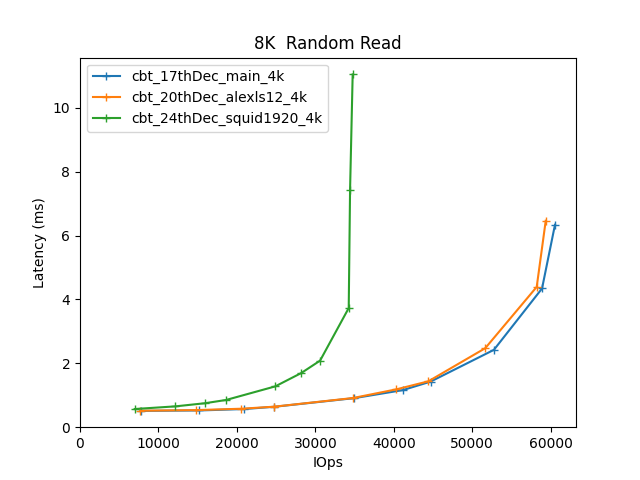 8K  Random Read
cbt_17thDec_main_4k
cbt_20thDec_alexls12_4k
cbt_24thDec_squid1920_4k
10
8
6
4
2
0
Latency (ms)
0 10000 20000 30000 40000 50000 60000
IOps